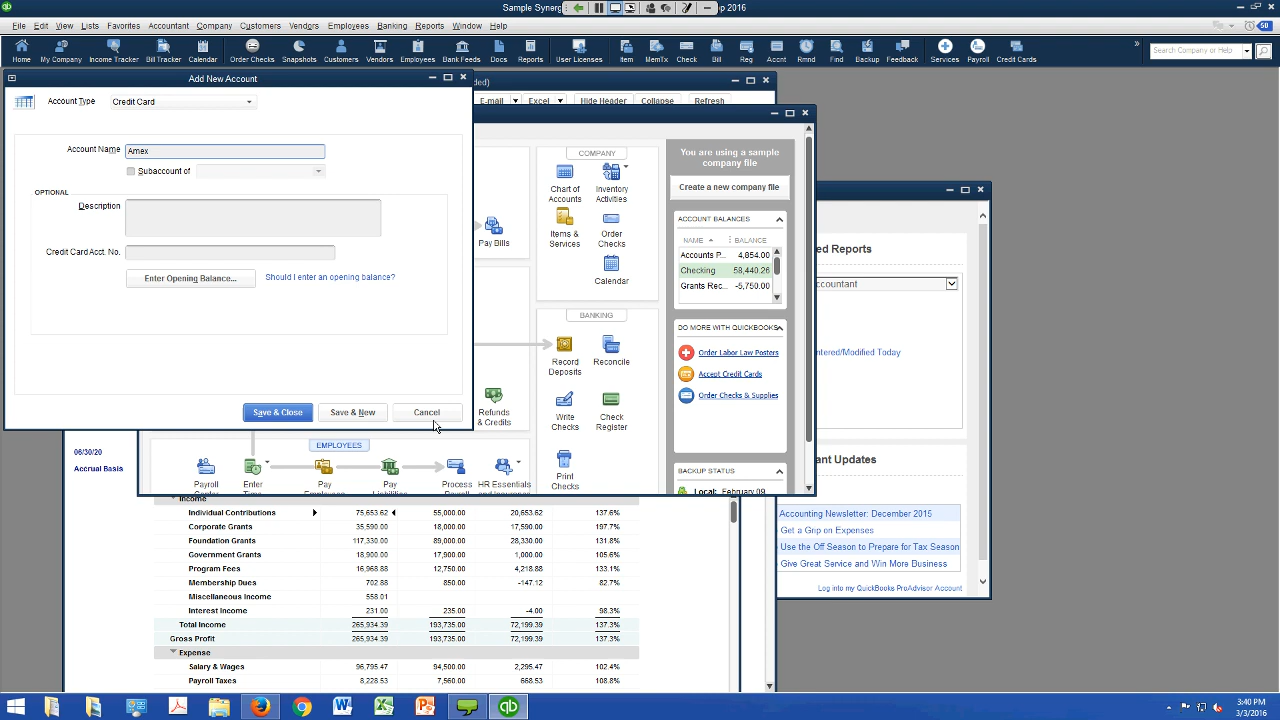 Sample Synerg
op 2016
File Edit View Lists Favorites Accountant Company Customers Vendors Employees Banking Reports Window Help
50
Home My Company Income Tracker Bill Tracker Calendar Order Checks Snapshots Customers Vendors Employees Bank Feeds Docs Reports User Licenses Item MemTx Check Bill Reg Accnt Rmnd Find Backup Feedback » Services Payroll Credit Cards
Search Company or Help
Add New Account
ded)
Account Type Credit Card
E-mail Excel Hide Header Collapse Refresh
Account Name Amex
Subaccount of
OPTIONAL
Description
Credit Card Acct. No.
Enter Opening Balance... Should I enter an opening balance?
Save & Close Save & New Cancel
Pay Bills
Refunds
& Credits
COMPANY
Chart of
Accounts
Inventory
Activities
Items &
Services
Order
Checks
Calendar
BANKING
Record
Deposits
Reconcile
Write
Checks
Check
Register
Print
Checks
You are using a sample
company file
Create a new company file
ACCOUNT BALANCES
NAME BALANCE
Accounts P... 4,854.00
Checking 58,440.26
Grants Rec... -5,750.00
DO MORE WITH QUICKBOOKS
Order Labor Law Posters
Accept Credit Cards
Order Checks & Supplies
BACKUP STATUS
Local: February 09
ed Reports
ccountant
ntered/Modified Today
ant Updates
Accounting Newsletter: December 2015
Get a Grip on Expenses
Use the Off Season to Prepare for Tax Season
Give Great Service and Win More Business
Log into my QuickBooks ProAdvisor Account
EMPLOYEES
Payroll
Center
Enter
Time
Pay
Employees
Pay
Liabilities
Process
Payroll
HR Essentials
and Insurance
06/30/20
Accrual Basis
Income
Individual Contributions 75,653.62 55,000.00 20,653.62 137.6%
Corporate Grants 35,590.00 18,000.00 17,590.00 197.7%
Foundation Grants 117,330.00 89,000.00 28,330.00 131.8%
Government Grants 18,900.00 17,900.00 1,000.00 105.6%
Program Fees 16,968.88 12,750.00 4,218.88 133.1%
Membership Dues 702.88 850.00 -147.12 82.7%
Miscellaneous Income 558.01
Interest Income 231.00 235.00 -4.00 98.3%
Total Income 265,934.39 193,735.00 72,199.39 137.3%
Gross Profit 265,934.39 193,735.00 72,199.39 137.3%
Expense
Salary & Wages 96,795.47 94,500.00 2,295.47 102.4%
Payroll Taxes 8,228.53 7,560.00 668.53 108.8%
3:40 PM
3/3/2016